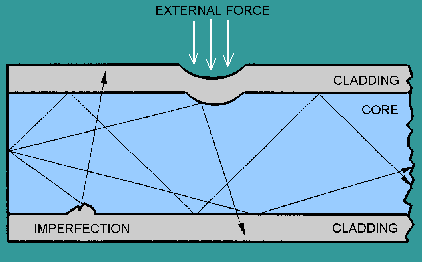 EXTERNAL FORCE
CLADDING
CORE
IMPERFECTION
CLADDING